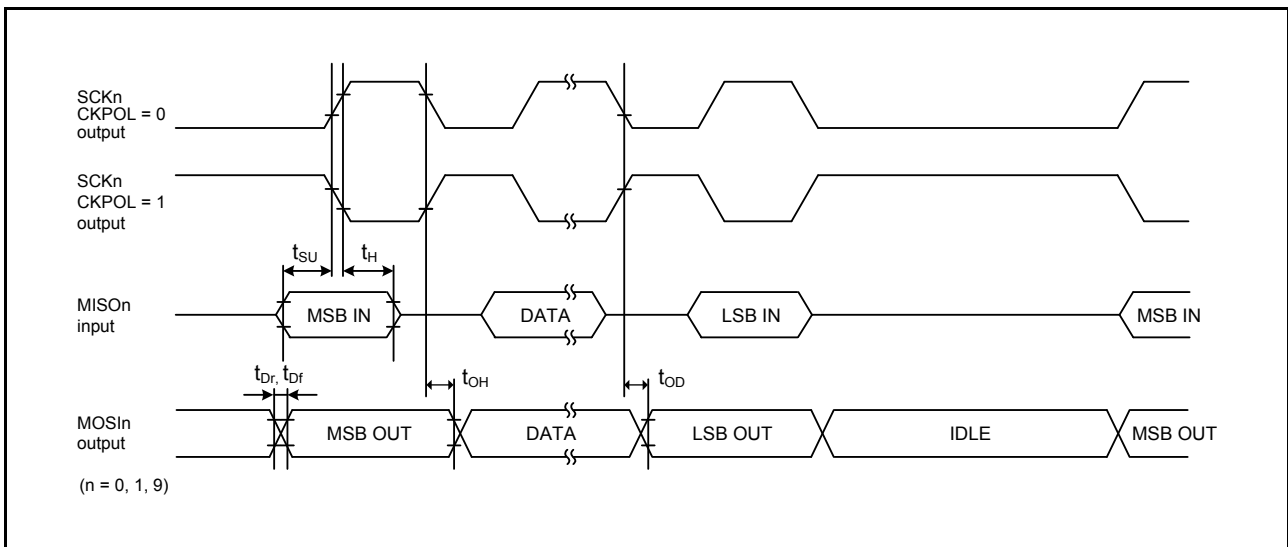 SCKn
CKPOL = 0
output
SCKn
CKPOL = 1
output
tSU
tH
MISOn
input
MSB IN
DATA
LSB IN
MSB IN
tDr, tDf
tOH
tOD
MOSIn
output
MSB OUT
DATA
LSB OUT
IDLE
MSB OUT
(n = 0, 1, 9)